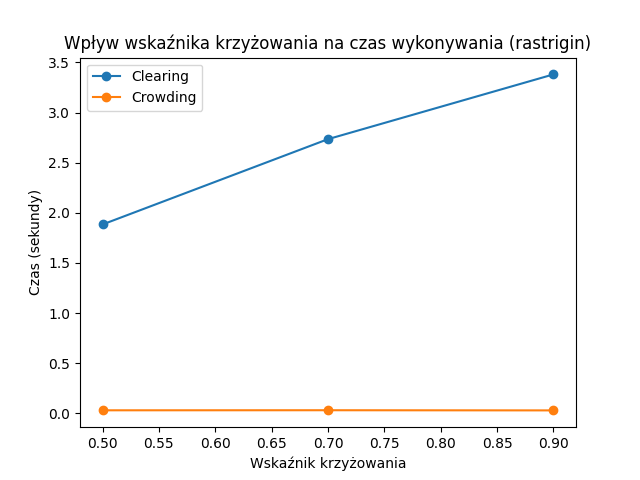 Wpływ wskaźnika krzyżowania na czas wykonywania (rastrigin)
Clearing
Crowding
Czas (sekundy)
3.5
3.0
2.5
2.0
1.5
1.0
0.5
0.0
0.50 0.55 0.60 0.65 0.70 0.75 0.80 0.85 0.90
Wskaźnik krzyżowania